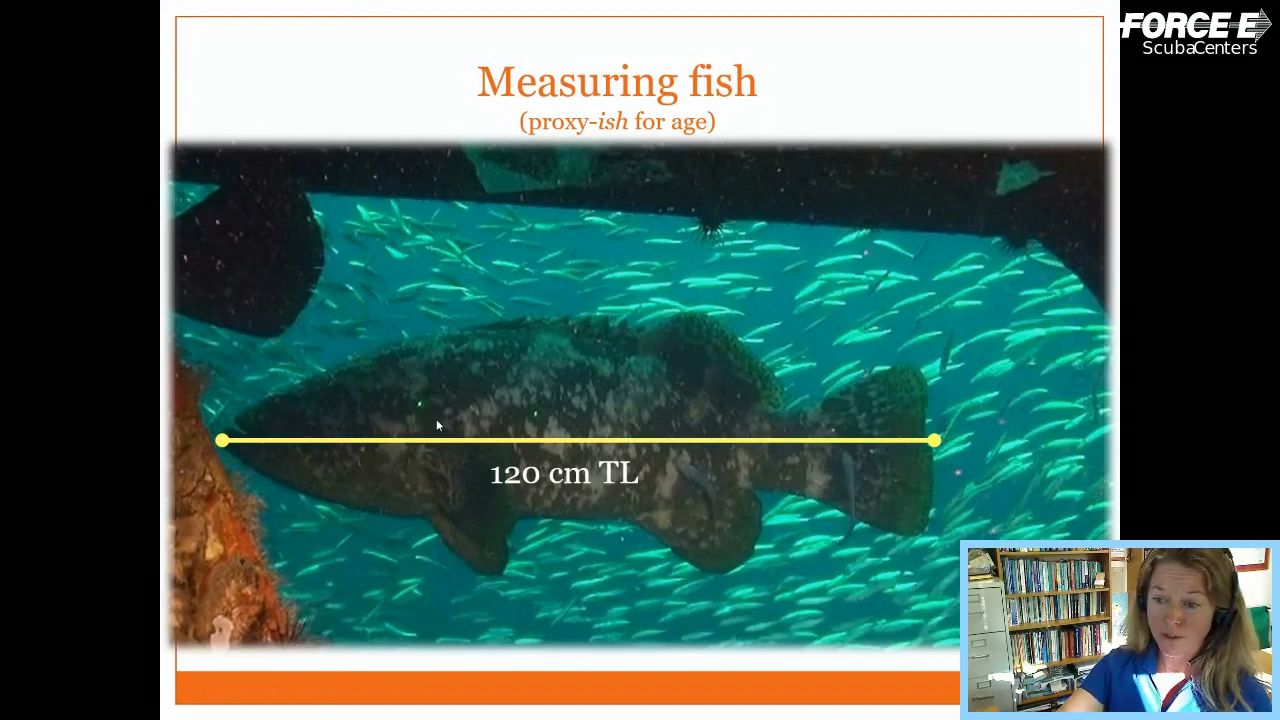 Measuring fish
(proxy-ish for age)
FORCE-E
ScubaCenters
120 cm TL